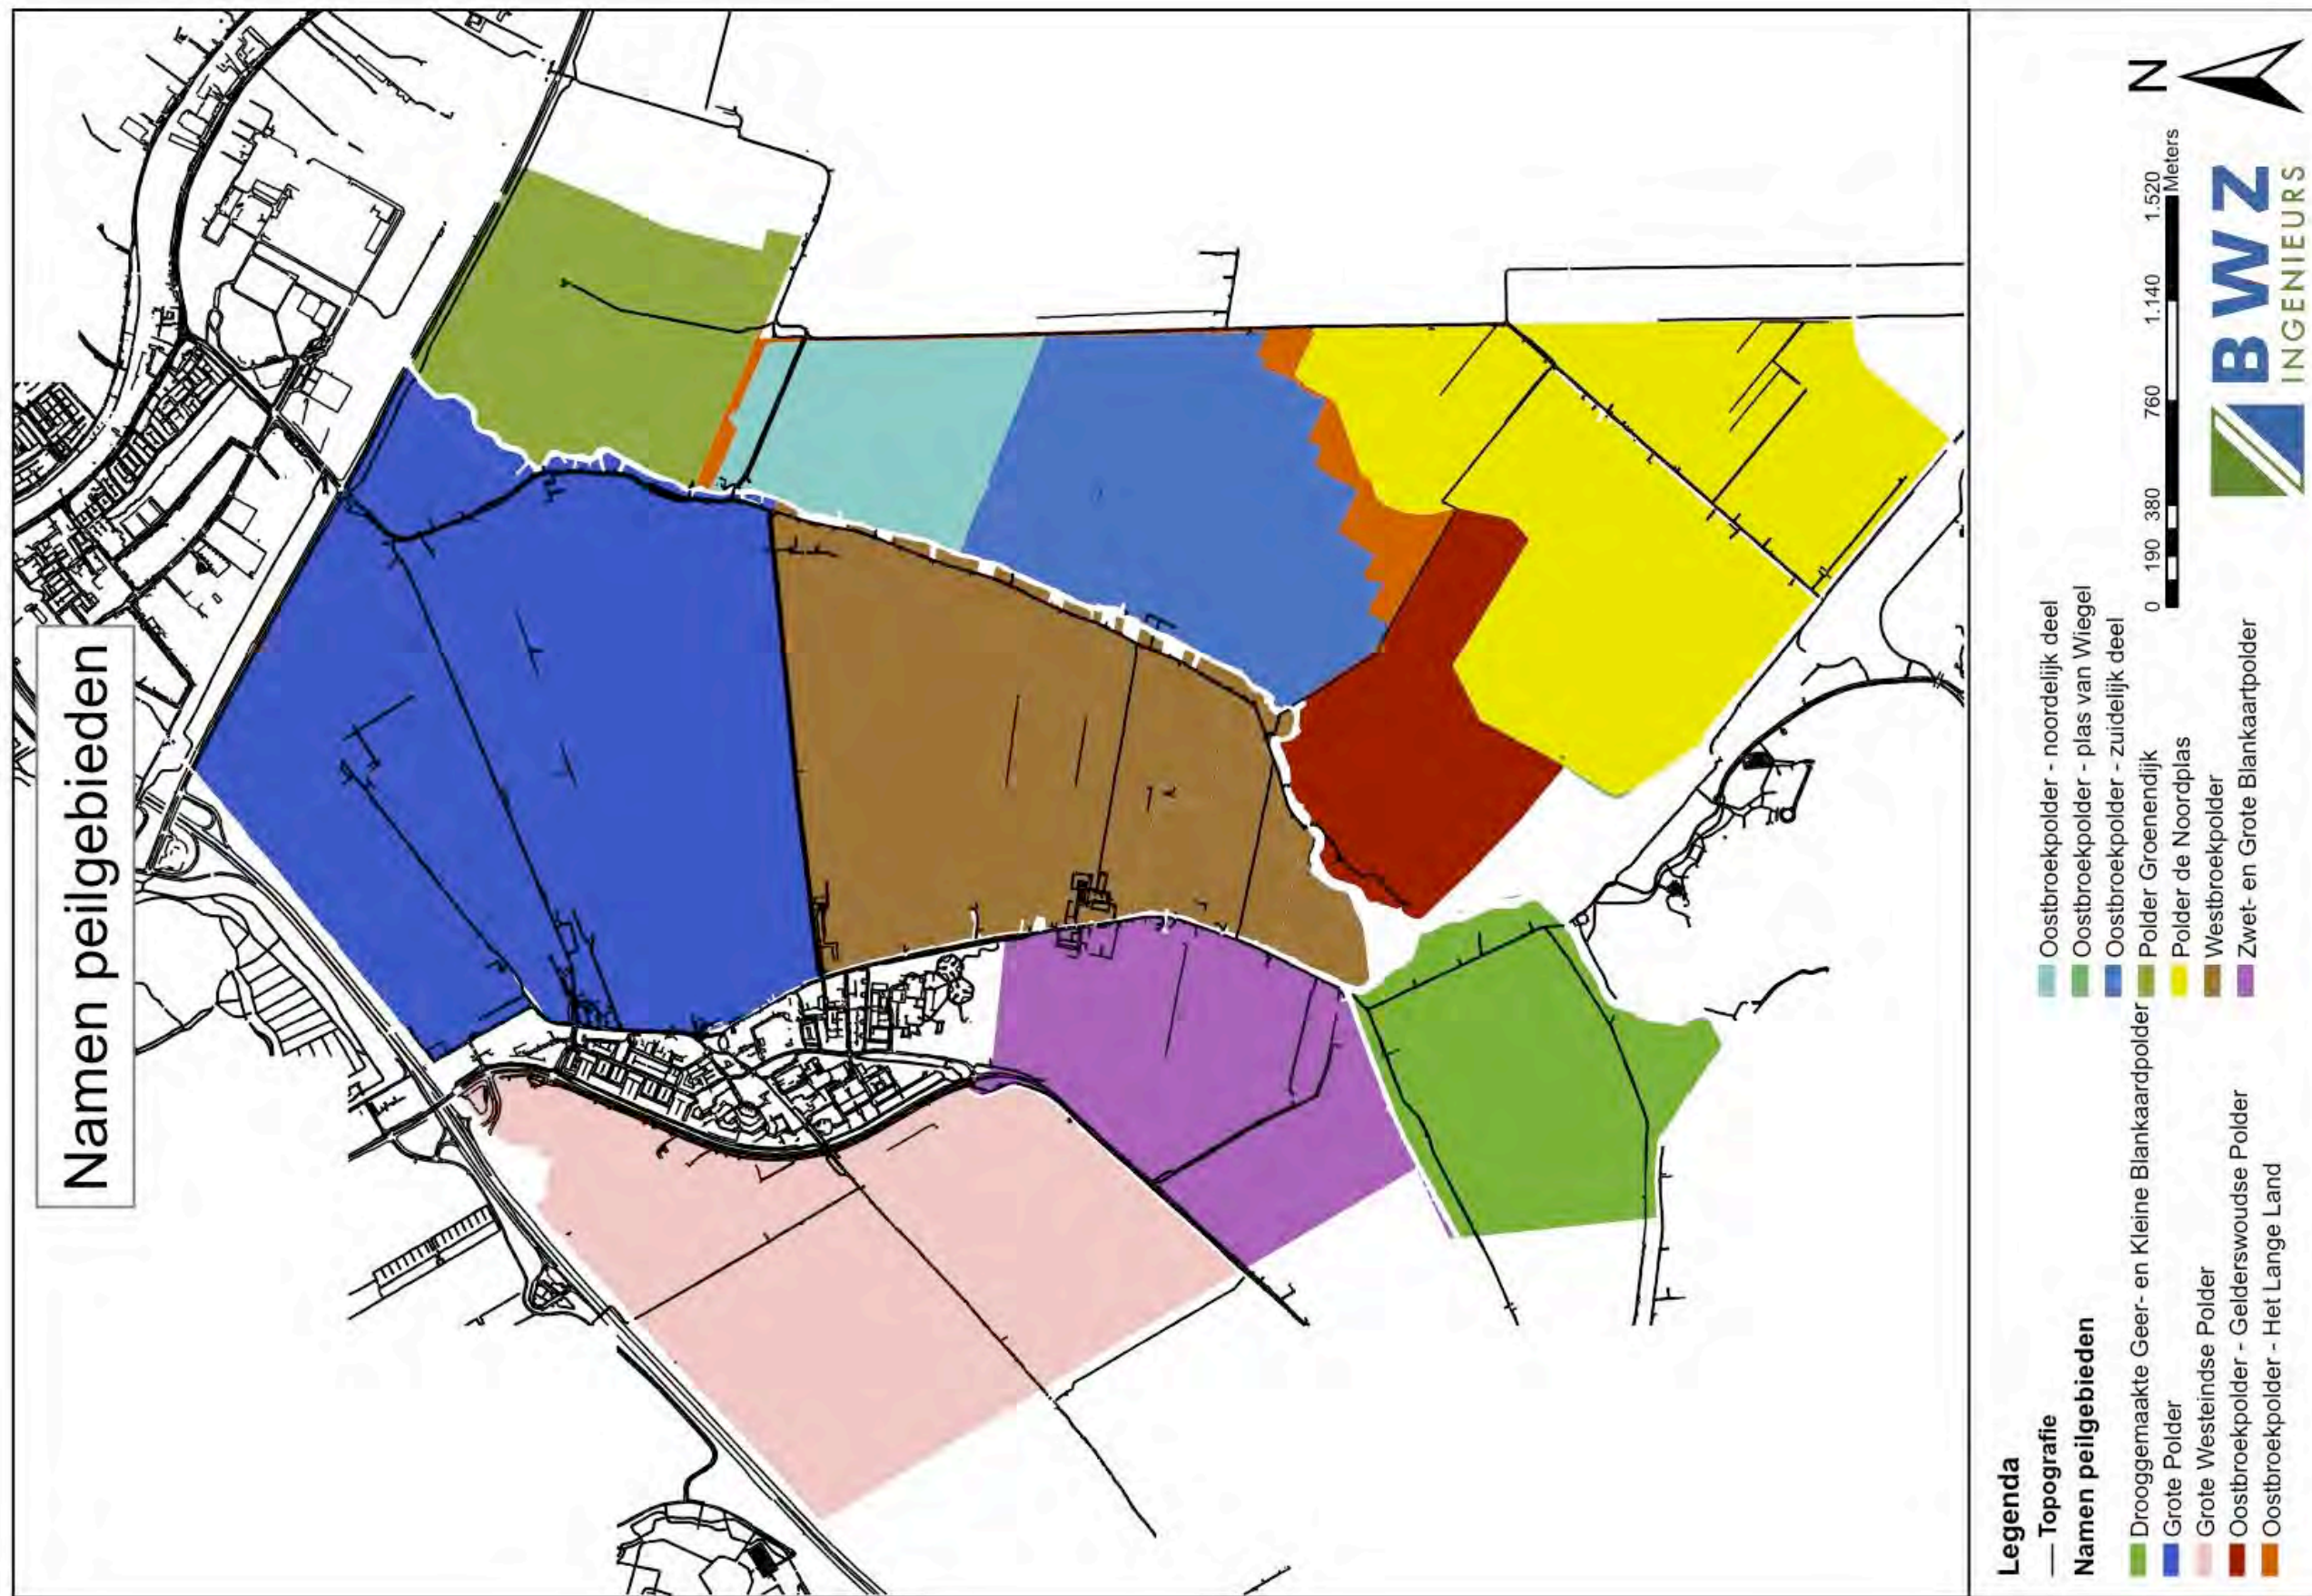 Namen peilgebieden
Legenda
Topografie
Namen peilgebieden
Drooggemaakte Geer- en Kleine Blankaardpolder
Grote Polder
Grote Westeindse Polder
Oostbroekpolder - Gelderswoudse Polder
Oostbroekpolder - Het Lange Land
Oostbroekpolder - noordelijk deel
Oostbroekpolder - plas van Wiegel
Oostbroekpolder - zuidelijk deel
Polder Groenendijk
Polder de Noordplas
Westbroekpolder
Zwet- en Grote Blankaartpolder
0 190 380 760 1.140 1.520
Meters
N
BWZ
INGENIEURS